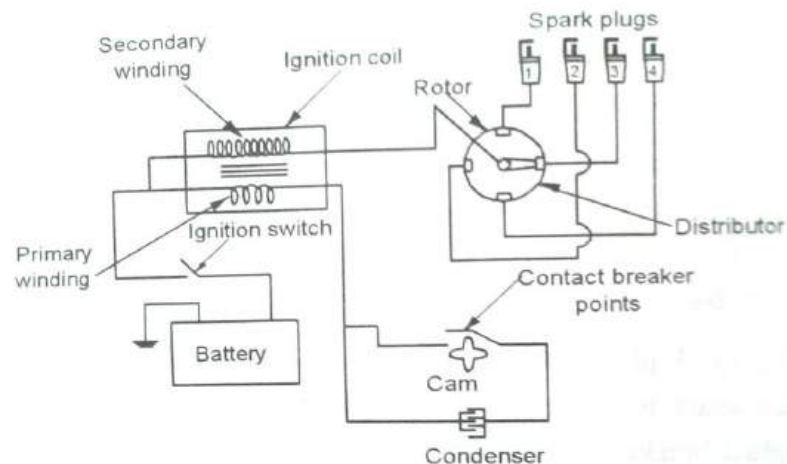 Spark plugs
Secondary
winding
Ignition coil
1
2
3
4
Rotor
Distributor
Ignition switch
Primary
winding
Contact breaker
points
Battery
Cam
Condenser